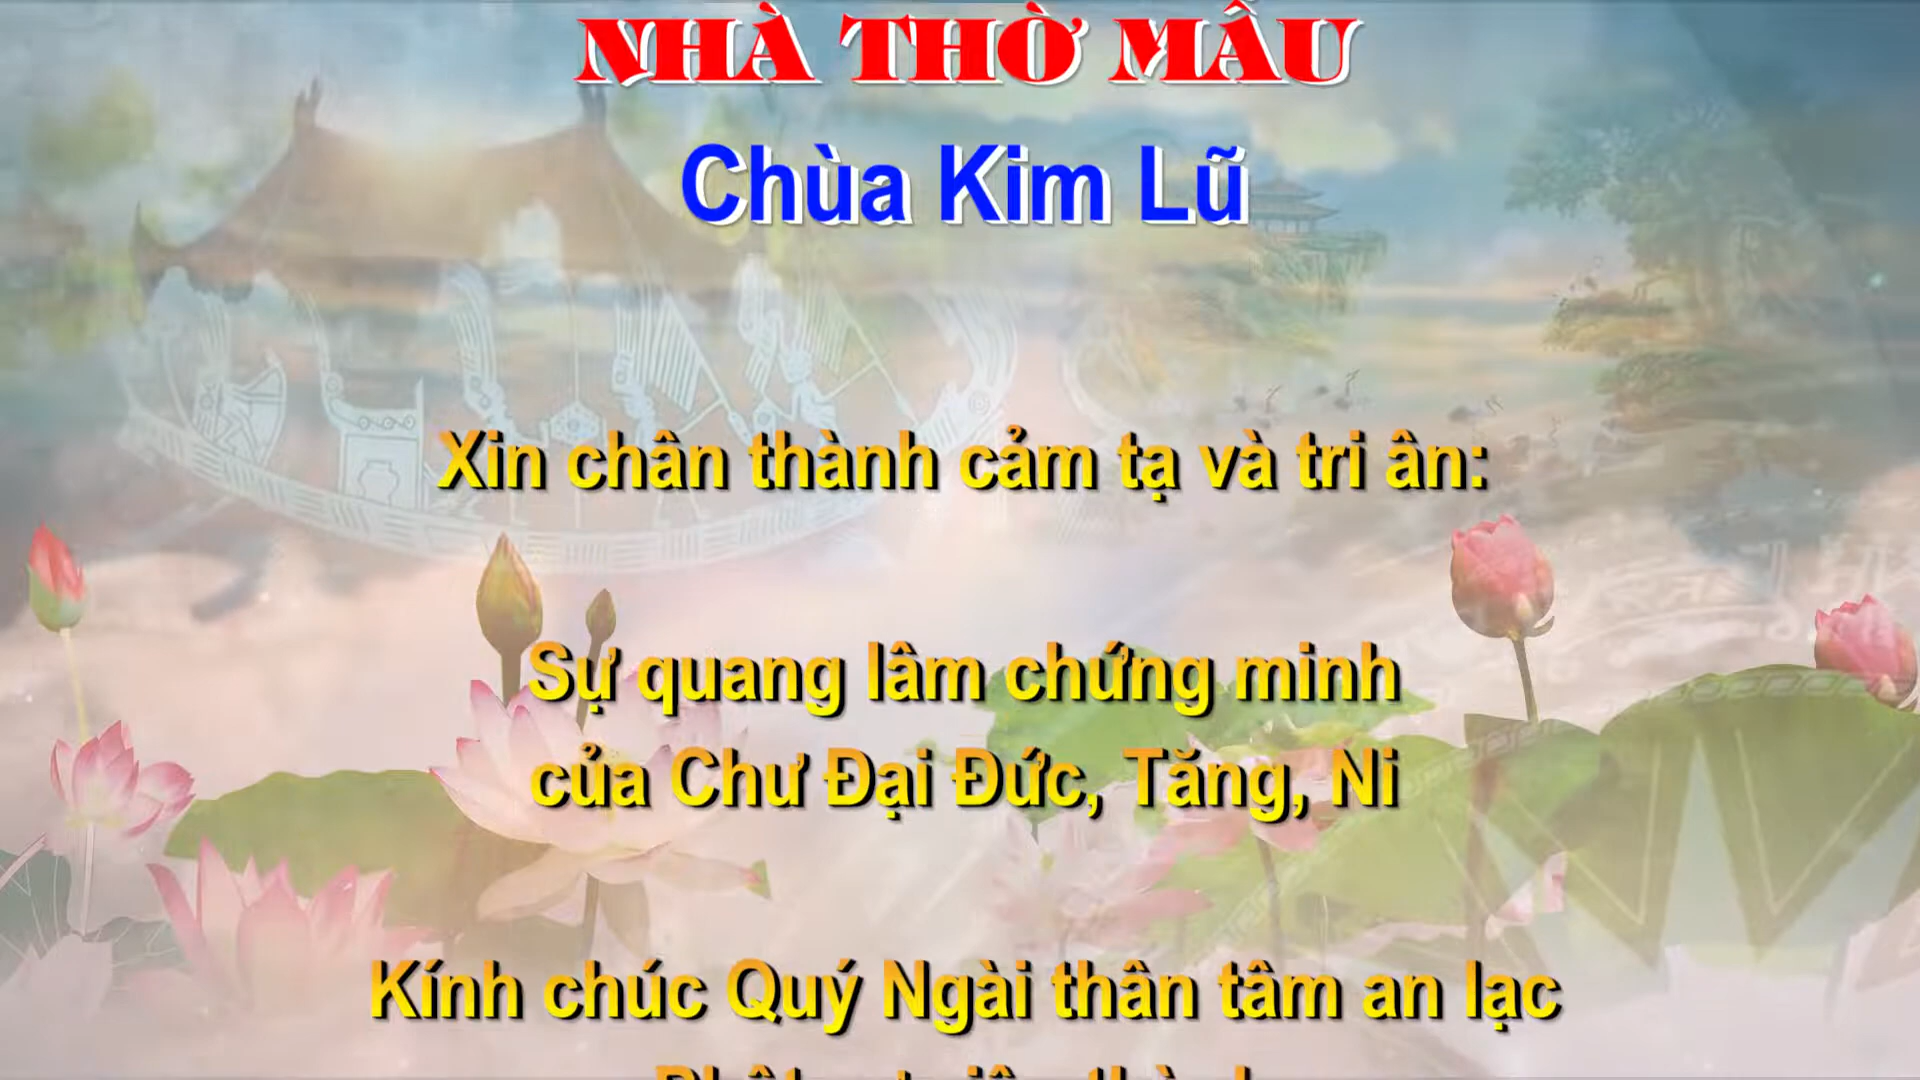 NHÀ THỜ MẪU
Chùa Kim Lũ
Xin chân thành cảm tạ và tri ân:
Sự quang lâm chứng minh
của Chư Đại Đức, Tăng, Ni
Kính chúc Quý Ngài thân tâm an lạc